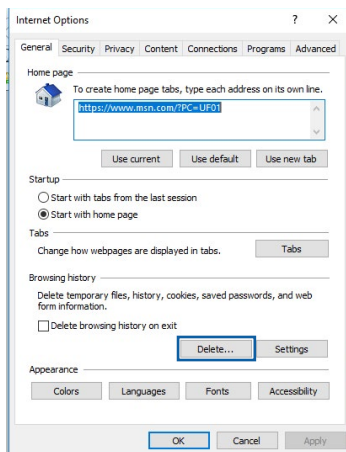 Internet Options ? ×
General Security Privacy Content Connections Programs Advanced
Home page
To create home page tabs, type each address on its own line.
https://www.msn.com/?PC=UF01
Use current Use default Use new tab
Startup
Start with tabs from the last session
Start with home page
Tabs
Change how webpages are displayed in tabs. Tabs
Browsing history
Delete temporary files, history, cookies, saved passwords, and web
form information.
Delete browsing history on exit
Delete... Settings
Appearance
Colors Languages Fonts Accessibility
OK Cancel Apply